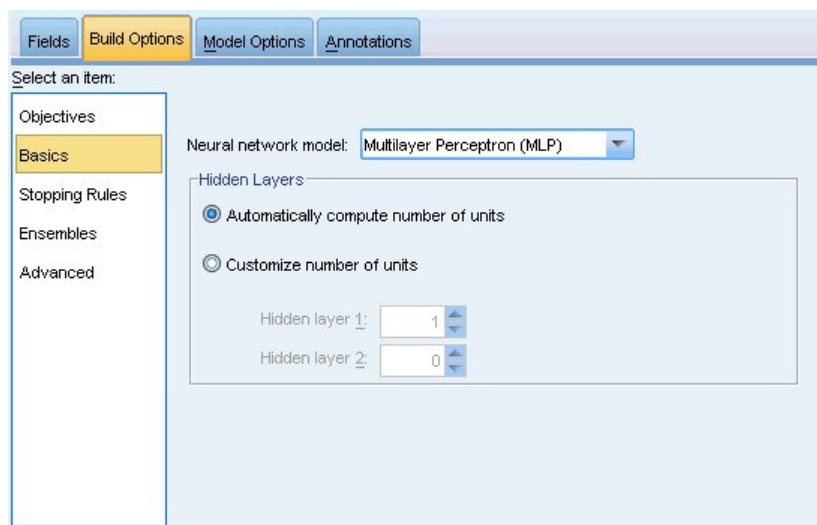 Fields Build Options Model Options Annotations
Select an item:
Objectives
Basics
Stopping Rules
Ensembles
Advanced
Neural network model: Multilayer Perceptron (MLP)
Hidden Layers
Automatically compute number of units
Customize number of units
Hidden layer 1: 1
Hidden layer 2: 0